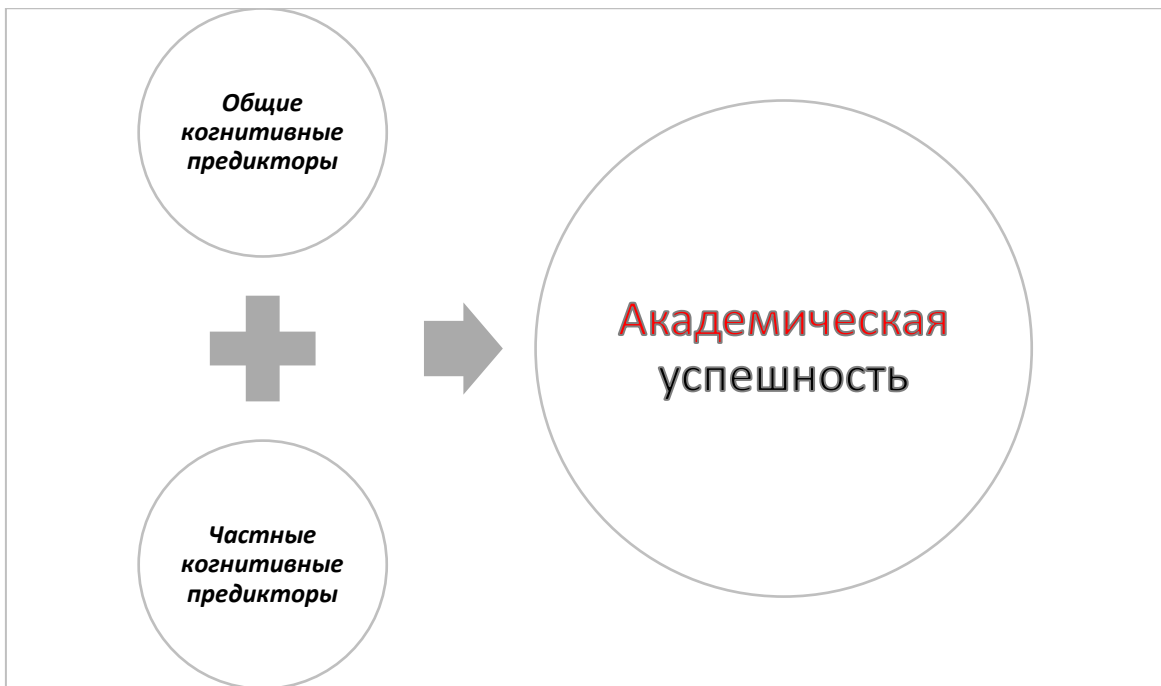 Общие
когнитивные
предикторы
Частные
когнитивные
предикторы
Академическая
успешность